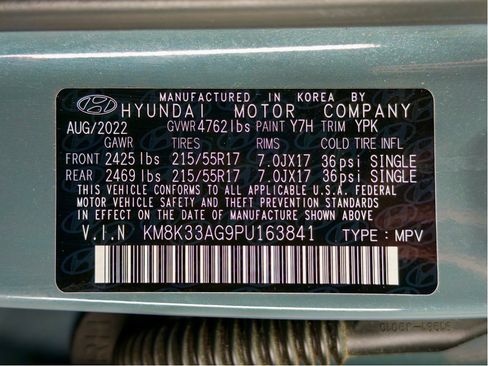 MANUFACTURED IN KOREA BY
HYUNDAI MOTOR COMPANY
AUG/2022 GVWR 4762lbs PAINT Y7H TRIM YPK
GAWR TIRES RIMS COLD TIRE INFL
FRONT 2425 lbs 215/55R17 7.0JX17 36psi SINGLE
REAR 2469 lbs 215/55R17 7.0JX17 36psi SINGLE
THIS VEHICLE CONFORMS TO ALL APPLICABLE U.S.A. FEDERAL
MOTOR VEHICLE SAFETY AND THEFT PREVENTION STANDARDS
IN EFFECT ON THE DATE OF MANUFACTURE SHOWN ABOVE.
V.I.N KM8K33AG9PU163841 TYPE : MPV